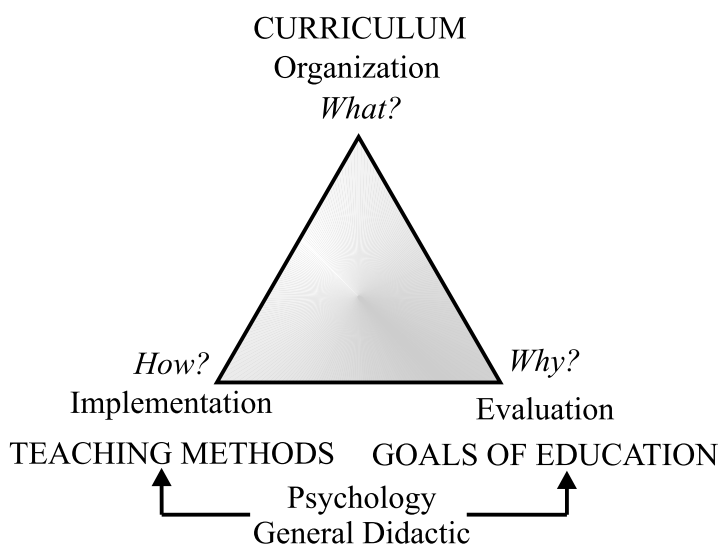 CURRICULUM
Organization
What?
How?
Implementation
TEACHING METHODS
Why?
Evaluation
GOALS OF EDUCATION
Psychology
General Didactic